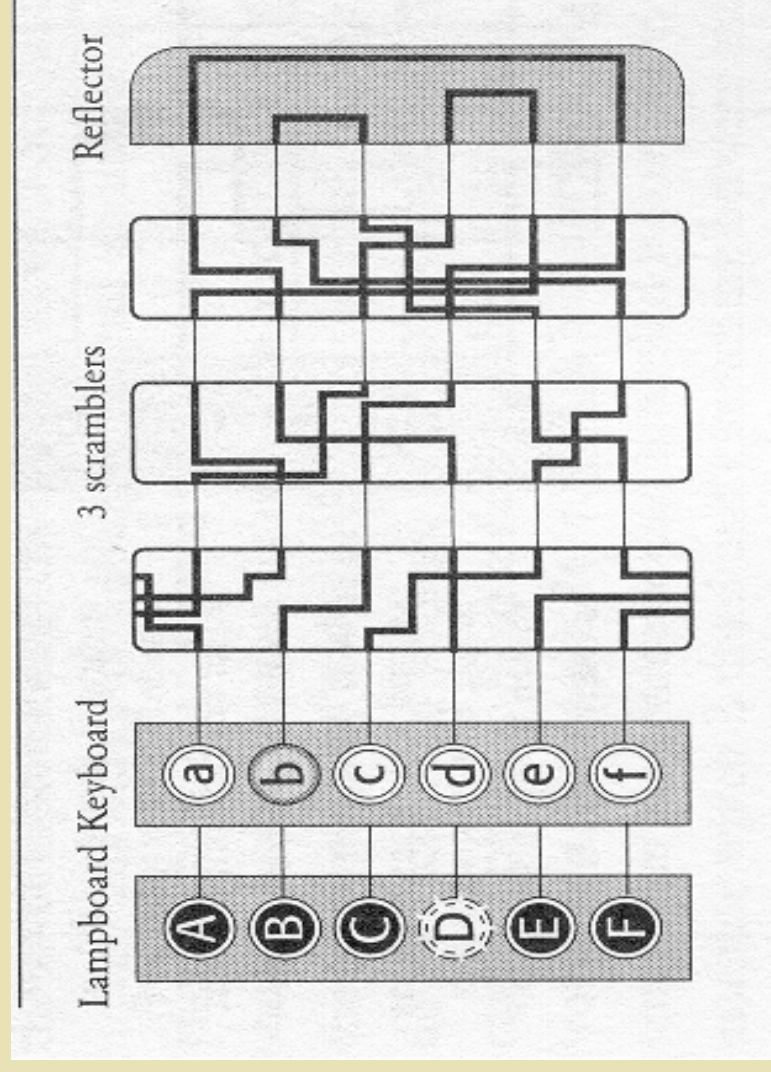 Lampboard Keyboard 3 scramblers Reflector
A a
B b
C c
D d
E e
F f